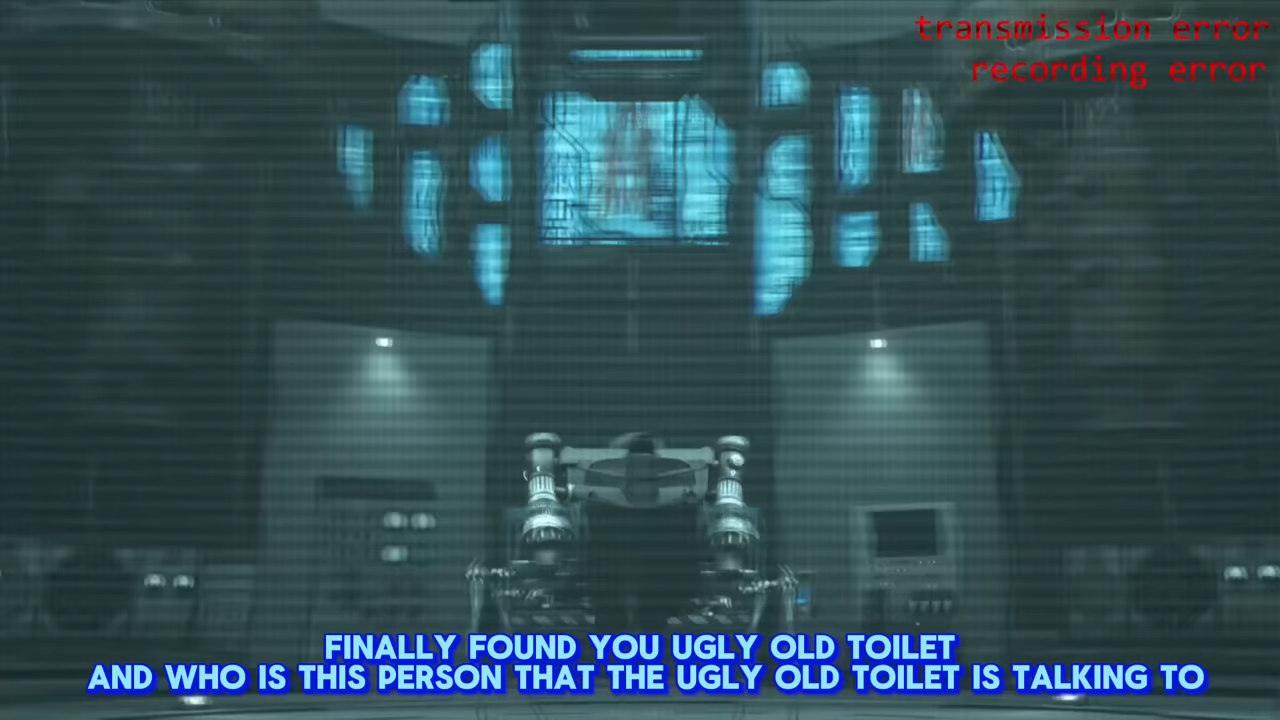 transmission error
recording error
FINALLY FOUND YOU UGLY OLD TOILET
AND WHO IS THIS PERSON THAT THE UGLY OLD TOILET IS TALKING TO